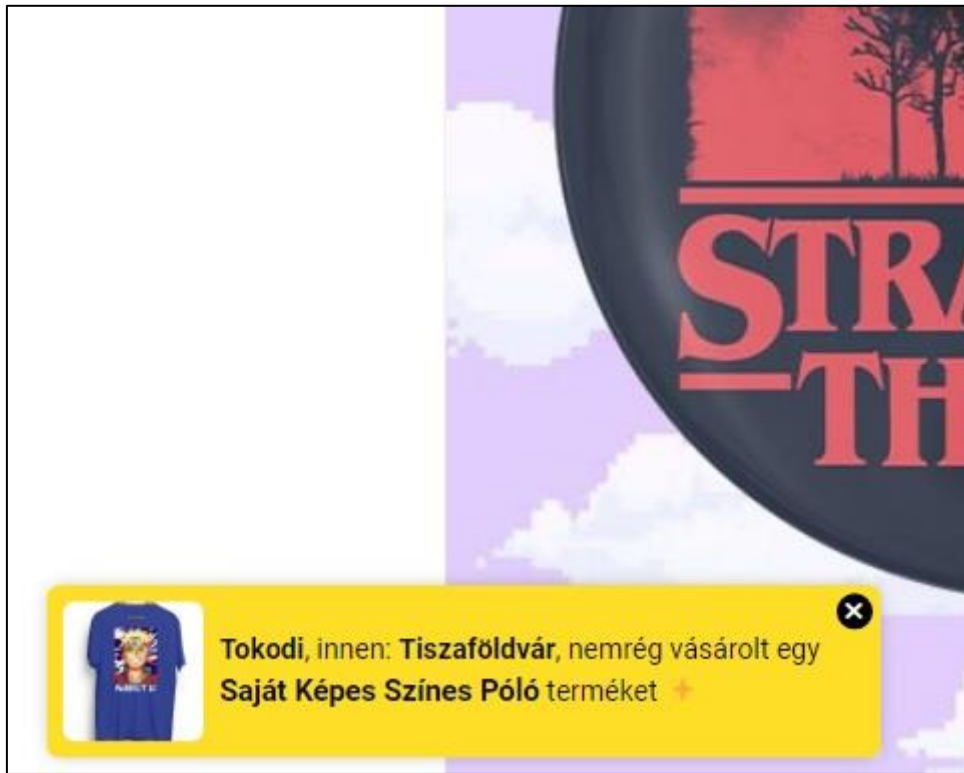 STRA
TH
Tokodi, innen: Tiszaföldvár, nemrég vásárolt egy
Saját Képes Színes Póló terméket